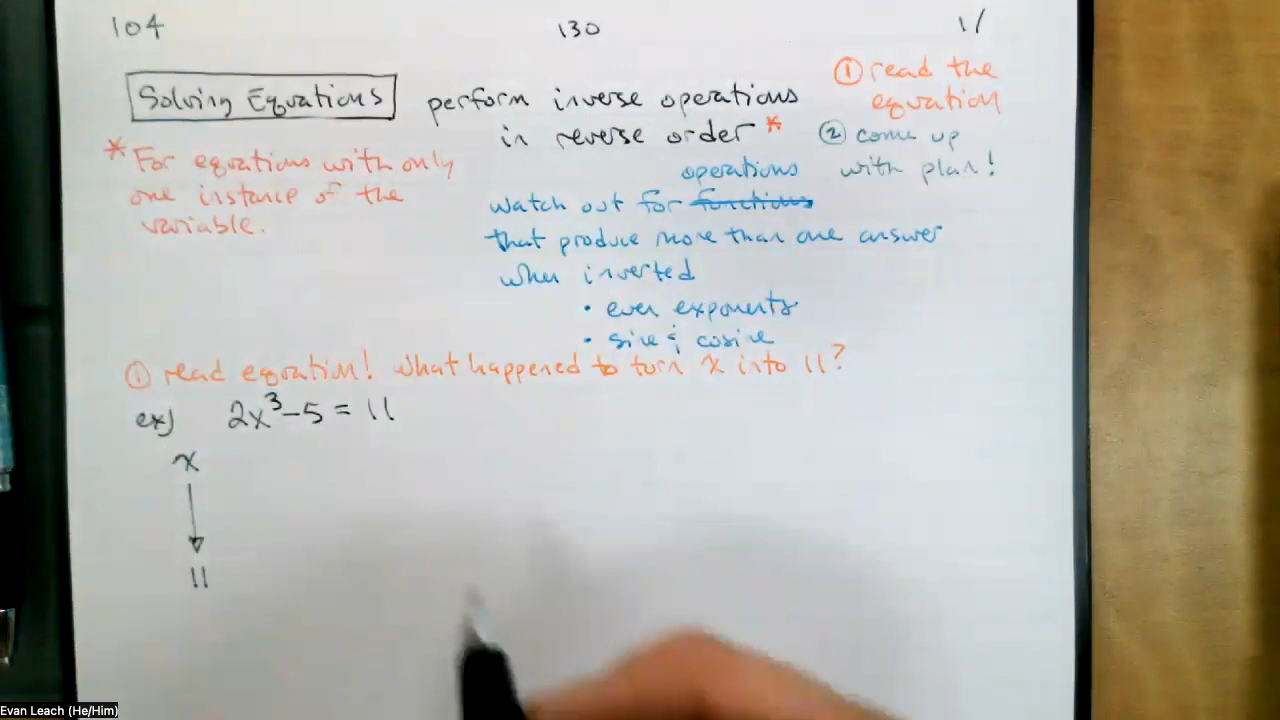 104 130 11
Solving Equations perform inverse operations
in reverse order *
① read the
equation
② come up
with plan!
* For equations with only
one instance of the
variable.
operations
watch out for functions
that produce more than one answer
when inverted
• even exponents
• sine & cosine
① read equation! What happened to turn x into 11?
ex) 2x³-5 = 11
x
11
Evan Leach (He/Him)